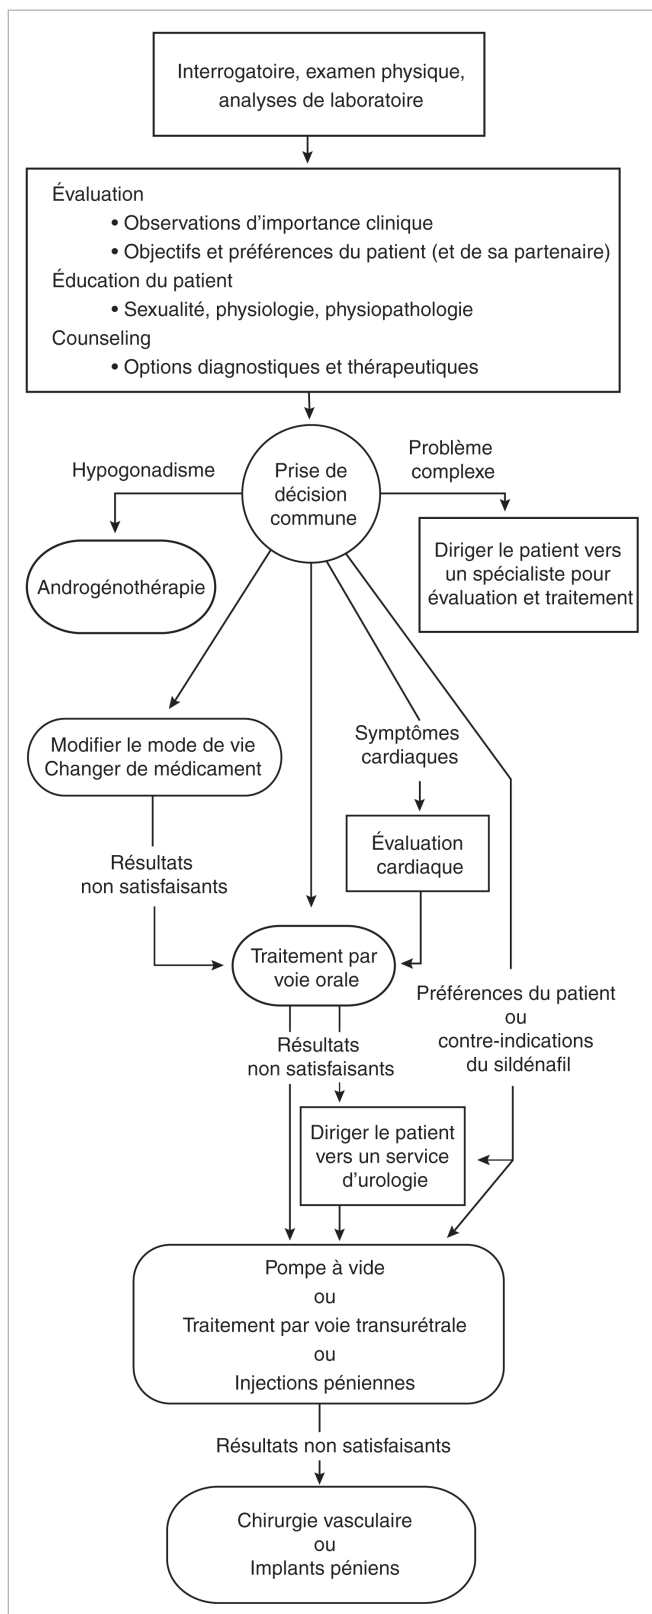 Interrogatoire, examen physique,
analyses de laboratoire
Évaluation
• Observations d'importance clinique
• Objectifs et préférences du patient (et de sa partenaire)
Éducation du patient
• Sexualité, physiologie, physiopathologie
Counseling
• Options diagnostiques et thérapeutiques
Hypogonadisme
Prise de
décision
commune
Problème
complexe
Androgénothérapie
Diriger le patient vers
un spécialiste pour
évaluation et traitement
Modifier le mode de vie
Changer de médicament
Symptômes
cardiaques
Évaluation
cardiaque
Résultats
non satisfaisants
Traitement par
voie orale
Préférences du patient
ou
contre-indications
du sildénafil
Résultats
non satisfaisants
Diriger le patient
vers un service
d'urologie
Pompe à vide
ou
Traitement par voie transurétrale
ou
Injections péniennes
Résultats non satisfaisants
Chirurgie vasculaire
ou
Implants péniens